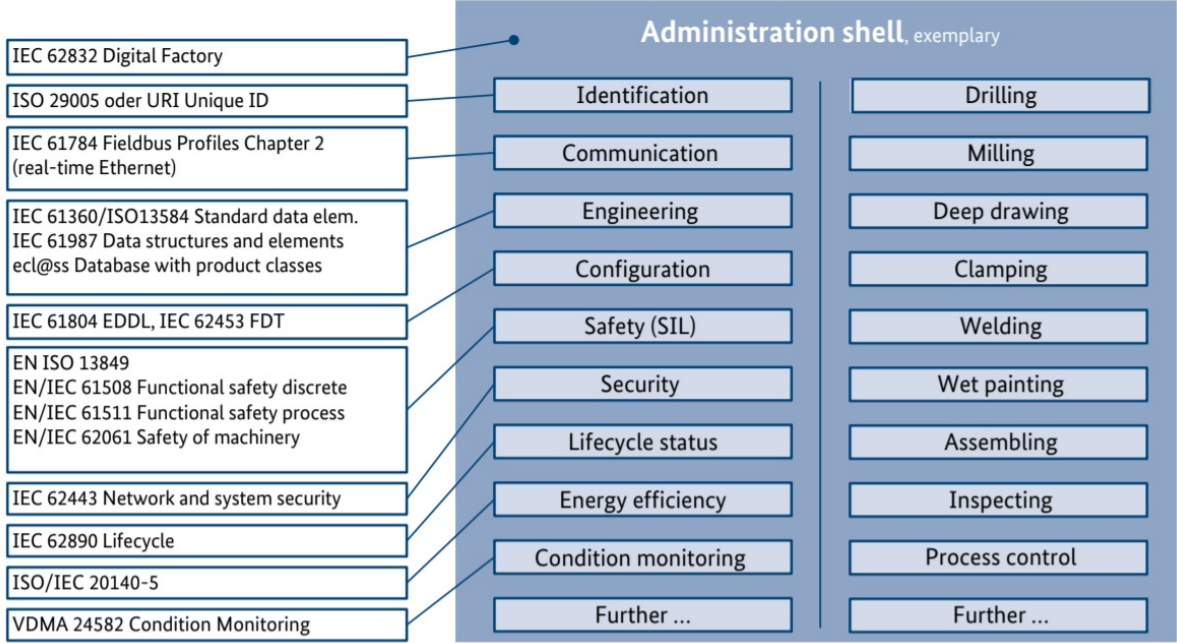 Administration shell, exemplary
IEC 62832 Digital Factory
ISO 29005 oder URI Unique ID
IEC 61784 Fieldbus Profiles Chapter 2
(real-time Ethernet)
IEC 61360/ISO13584 Standard data elem.
IEC 61987 Data structures and elements
ecl@ss Database with product classes
IEC 61804 EDDL, IEC 62453 FDT
EN ISO 13849
EN/IEC 61508 Functional safety discrete
EN/IEC 61511 Functional safety process
EN/IEC 62061 Safety of machinery
IEC 62443 Network and system security
IEC 62890 Lifecycle
ISO/IEC 20140-5
VDMA 24582 Condition Monitoring
Identification
Communication
Engineering
Configuration
Safety (SIL)
Security
Lifecycle status
Energy efficiency
Condition monitoring
Further ...
Drilling
Milling
Deep drawing
Clamping
Welding
Wet painting
Assembling
Inspecting
Process control
Further ...